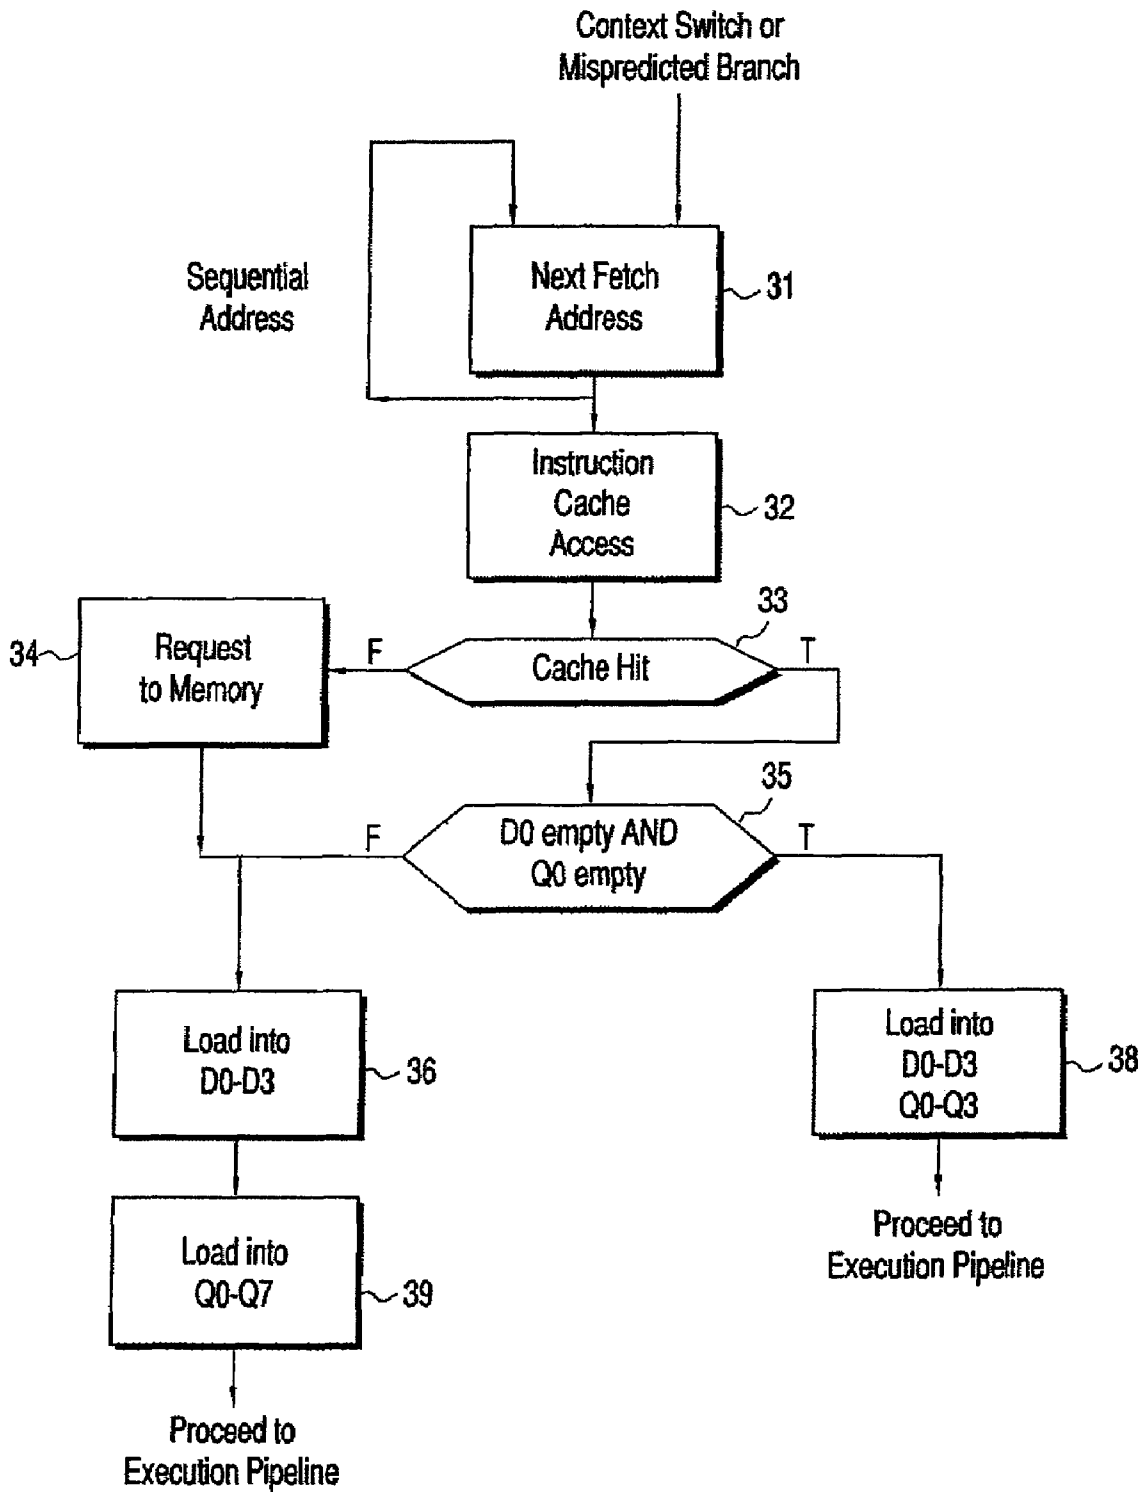 Context Switch or
Mispredicted Branch
Sequential
Address
Next Fetch
Address
31
Instruction
Cache
Access
32
33
34
Request
to Memory
F
Cache Hit
T
35
F
D0 empty AND
Q0 empty
T
Load into
D0-D3
36
Load into
D0-D3
Q0-Q3
38
Load into
Q0-Q7
39
Proceed to
Execution Pipeline
Proceed to
Execution Pipeline